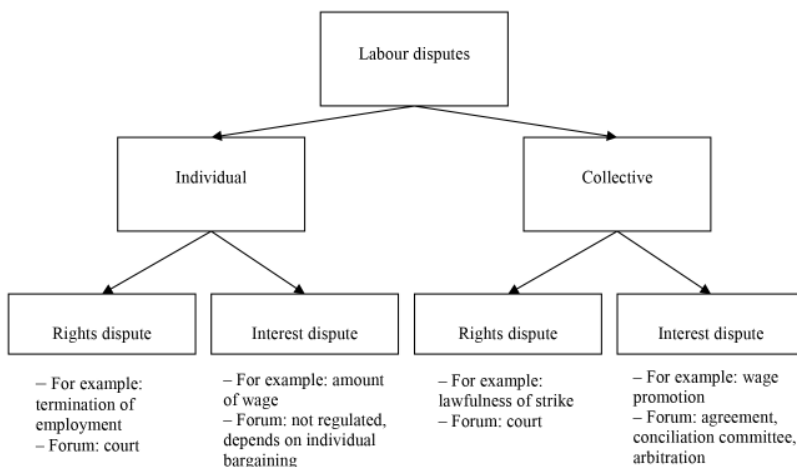 Labour disputes
Individual
Collective
Rights dispute
Interest dispute
Rights dispute
Interest dispute
– For example:
termination of
employment
– Forum: court
– For example: amount
of wage
– Forum: not regulated,
depends on individual
bargaining
– For example:
lawfulness of strike
– Forum: court
– For example: wage
promotion
– Forum: agreement,
conciliation committee,
arbitration